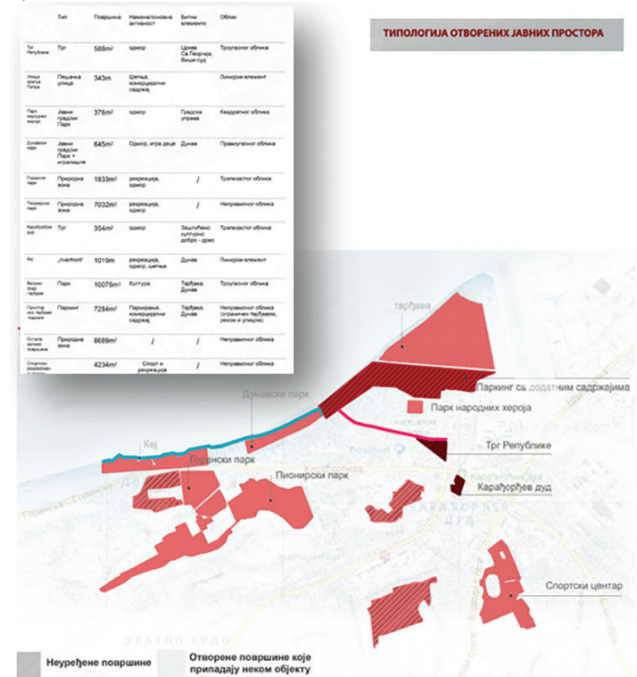 ТИПОЛОГИЈА ОТВОРЕНИХ ЈАВНИХ ПРОСТОРА
Тип Површина Намена/основна активност Битни елементи Облик
Трг Републике Трг 588m² одмор Црква Св.Георгија, Виши суд Троугаоног облика
Улица краља Петра Пешачка улица 343m Шетња, комерцијални садржај Линијски елемент
Парк народних хероја Јавни градски Парк 376m² одмор Градска управа Квадратног облика
Дунавски парк Јавни градски Парк + игралиште 645m² Одмор, игра деце Дунав Правоугаоног облика
Горански парк Природна зона 1833m² рекреација, одмор / Трапезастог облика
Пионирски парк Природна зона 7032m² рекреација, одмор / Неправилног облика
Карађорђев дуд Трг 354m² одмор Заштићено културно добро - дрво Трапезастог облика
Кеј „riverfront" 1019m рекреација, одмор, шетња Дунав Линијски елемент
Парк 10075m² Култура Тврђава, Дунав Троугаоног облика
Паркинг 7284m² Паркирање, комерцијални садржај Тврђава, Дунав Неправилног облика (ограничен тврђавом, реком и улицом)
Природна зона 6689m² / / Неправилног облика
4234m² Спорт и рекреација / Неправилног облика
тврђава
Паркинг са додатним садржајима
Дунавски парк
Парк народних хероја
Кеј
Трг Републике
Горански парк
Пионирски парк
Карађорђев дуд
Спортски центар
ЗЛАТНО БРДО
Неуређене површине
Отворене површине које
припадају неком објекту